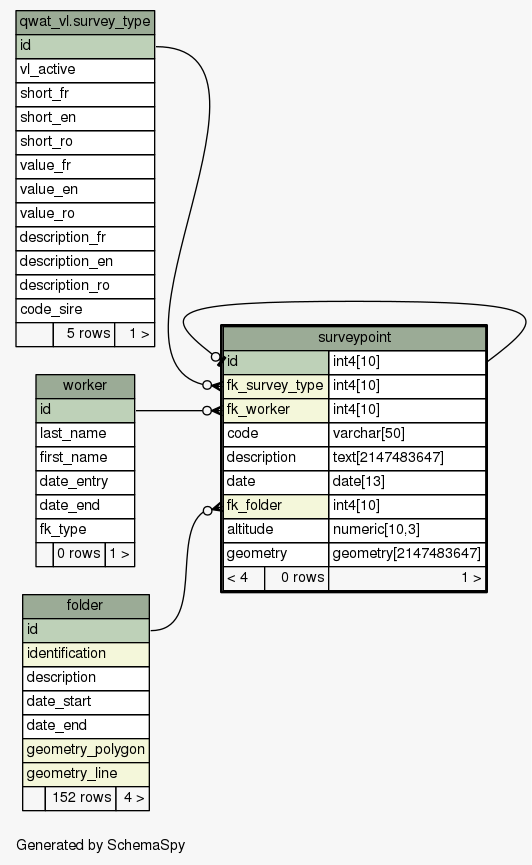 qwat_vl.survey_type
id
vl_active
short_fr
short_en
short_ro
value_fr
value_en
value_ro
description_fr
description_en
description_ro
code_sire
5 rows 1 >
surveypoint
id int4[10]
fk_survey_type int4[10]
fk_worker int4[10]
code varchar[50]
description text[2147483647]
date date[13]
fk_folder int4[10]
altitude numeric[10,3]
geometry geometry[2147483647]
< 4 0 rows 1 >
worker
id
last_name
first_name
date_entry
date_end
fk_type
0 rows 1 >
folder
id
identification
description
date_start
date_end
geometry_polygon
geometry_line
152 rows 4 >
Generated by SchemaSpy